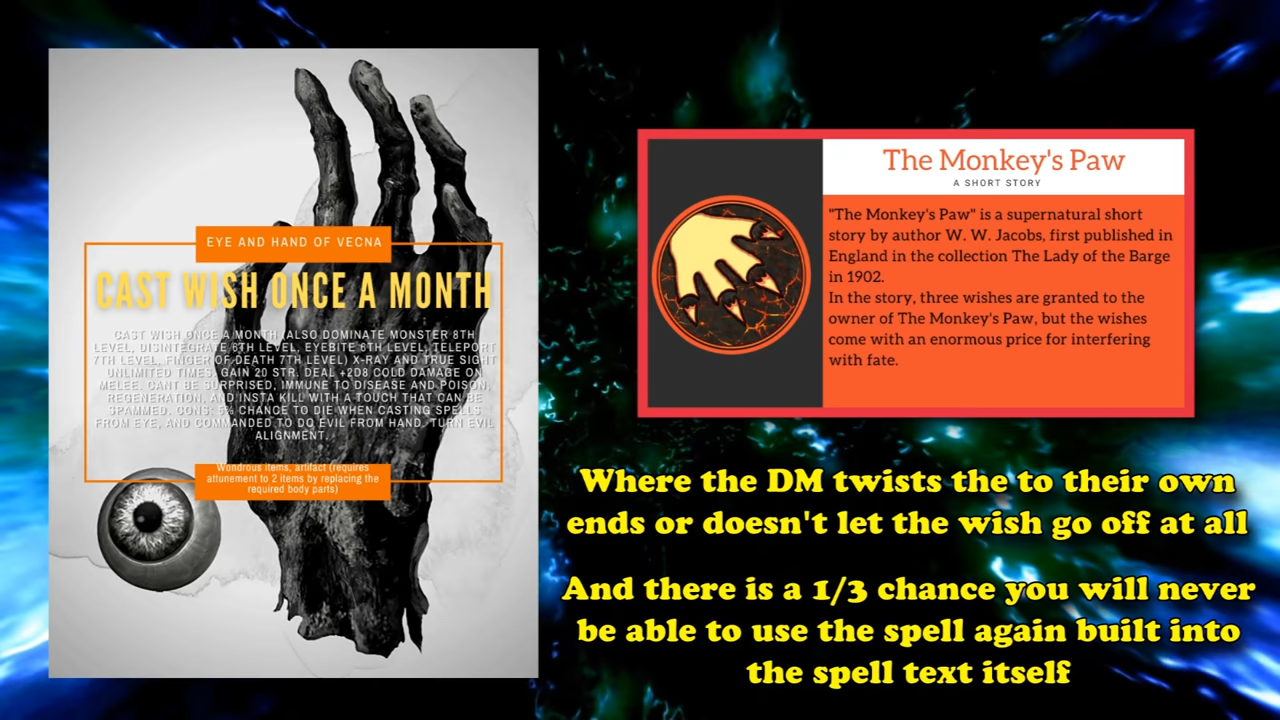 EYE AND HAND OF VECNA
CAST WISH ONCE A MONTH
CAST WISH ONCE A MONTH (ALSO DOMINATE MONSTER 8TH
LEVEL, DISINTEGRATE 6TH LEVEL, EYEBITE 6TH LEVEL, TELEPORT
7TH LEVEL, FNIGER OF DEATH 7TH LEVEL) X-RAY AND TRUE SIGHT
UNLIMITED TIMES. GAIN 20 STR. DEAL +2D8 COLD DAMAGE ON
MELEE. CANT BE SURPRISED, IMMUNE TO DISEASE AND POISON,
REGENERATION, AND INSTA KILL WITH A TOUCH THAT CAN BE
SPAMMED. CONS: 5% CHANCE TO DIE WHEN CASTING SPELLS
FROM EYE, AND COMMANDED TO DO EVIL FROM HAND. TURN EVIL
ALIGNMENT.
Wondrous items, artifact (requires
attunement to 2 items by replacing the
required body parts)
The Monkey's Paw
A SHORT STORY
"The Monkey's Paw" is a supernatural short
story by author W. W. Jacobs, first published in
England in the collection The Lady of the Barge
in 1902.
In the story, three wishes are granted to the
owner of The Monkey's Paw, but the wishes
come with an enormous price for interfering
with fate.
Where the DM twists the to their own
ends or doesn't let the wish go off at all
And there is a 1/3 chance you will never
be able to use the spell again built into
the spell text itself